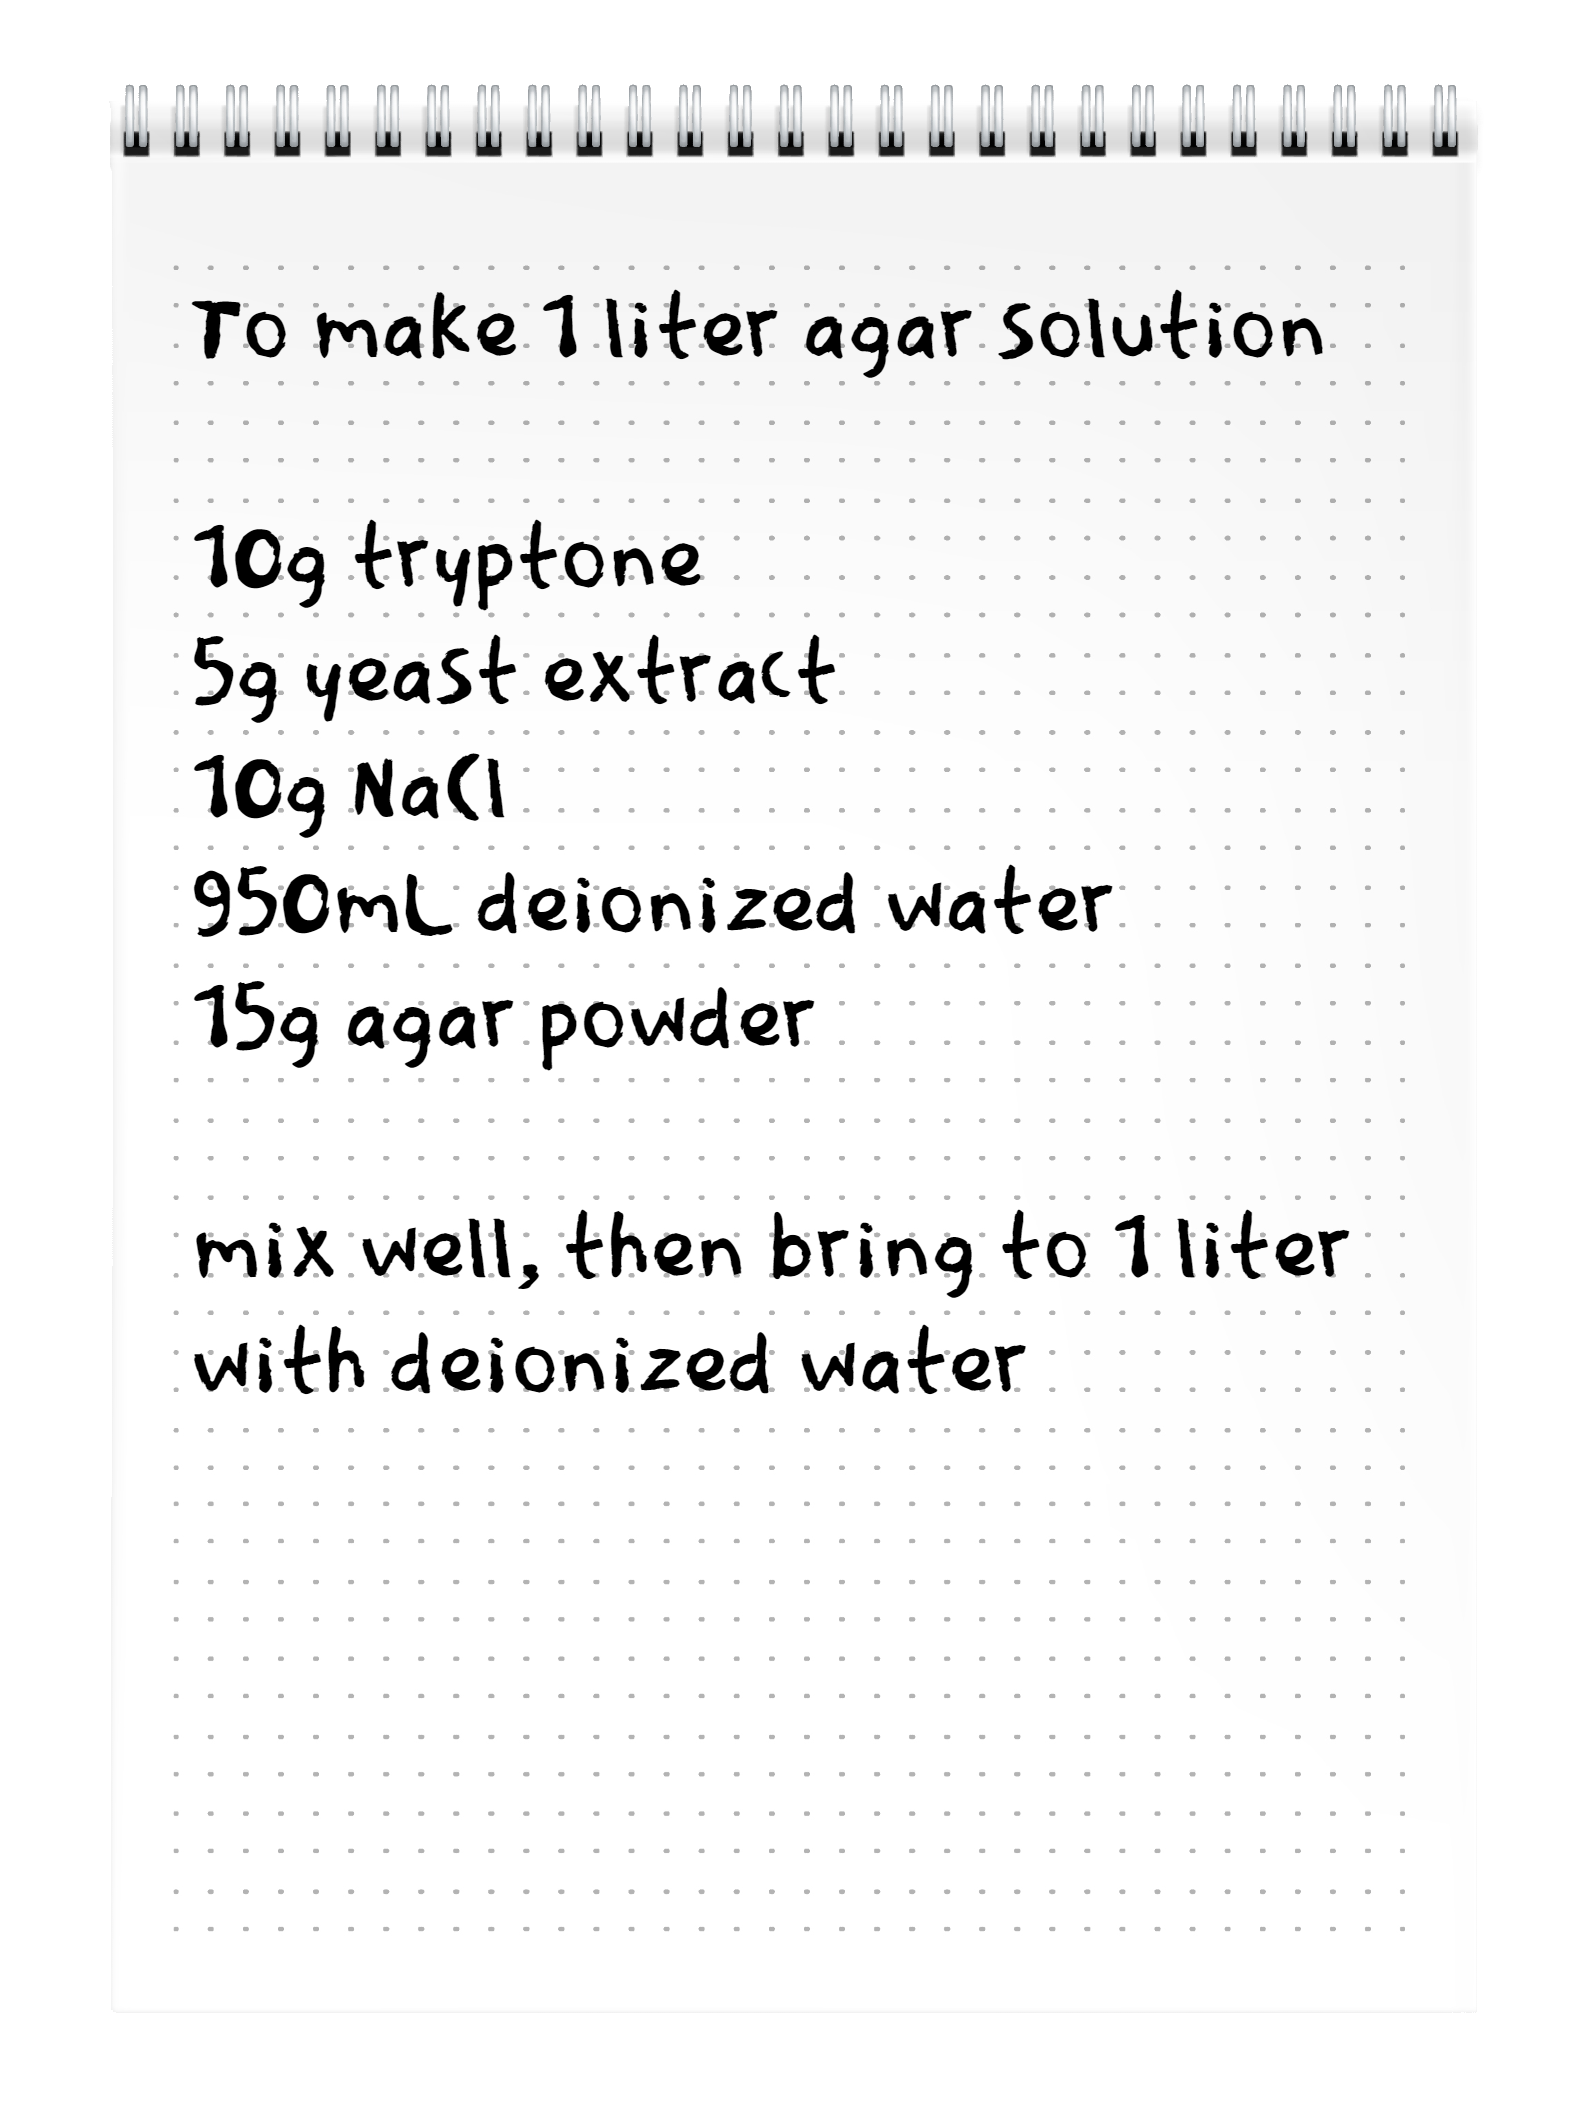 To make 1 liter agar solution
10g tryptone
5g yeast extract
10g NaCl
950mL deionized water
15g agar powder
mix well, then bring to 1 liter
with deionized water